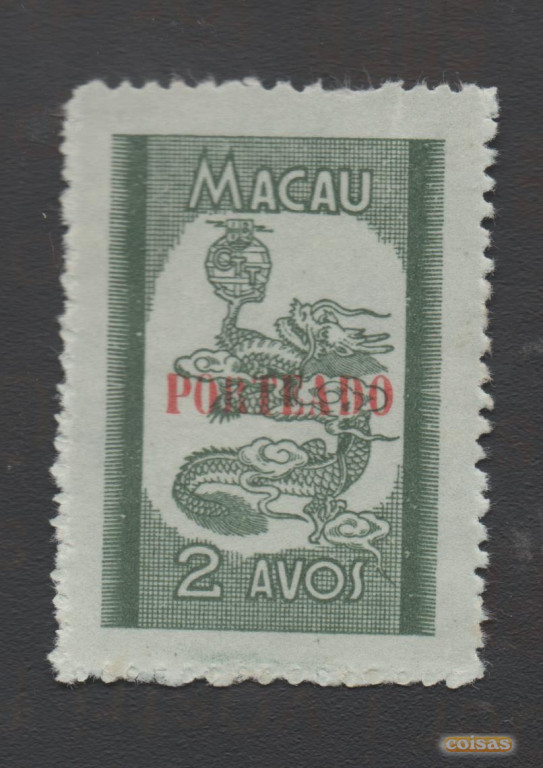 MACAU
CTT
PORTEADO
2 AVOS
coisas